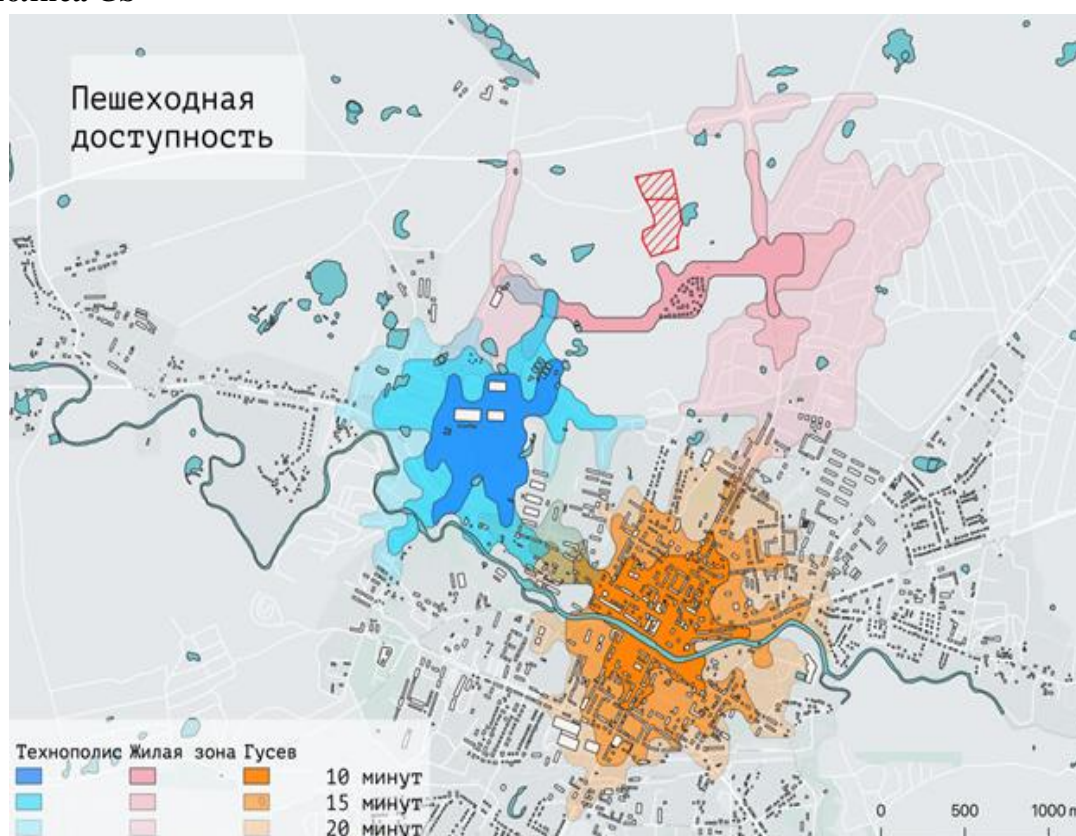 Пешеходная
доступность
Технополис Жилая зона Гусев
10 минут
15 минут
20 минут
0 500 1000